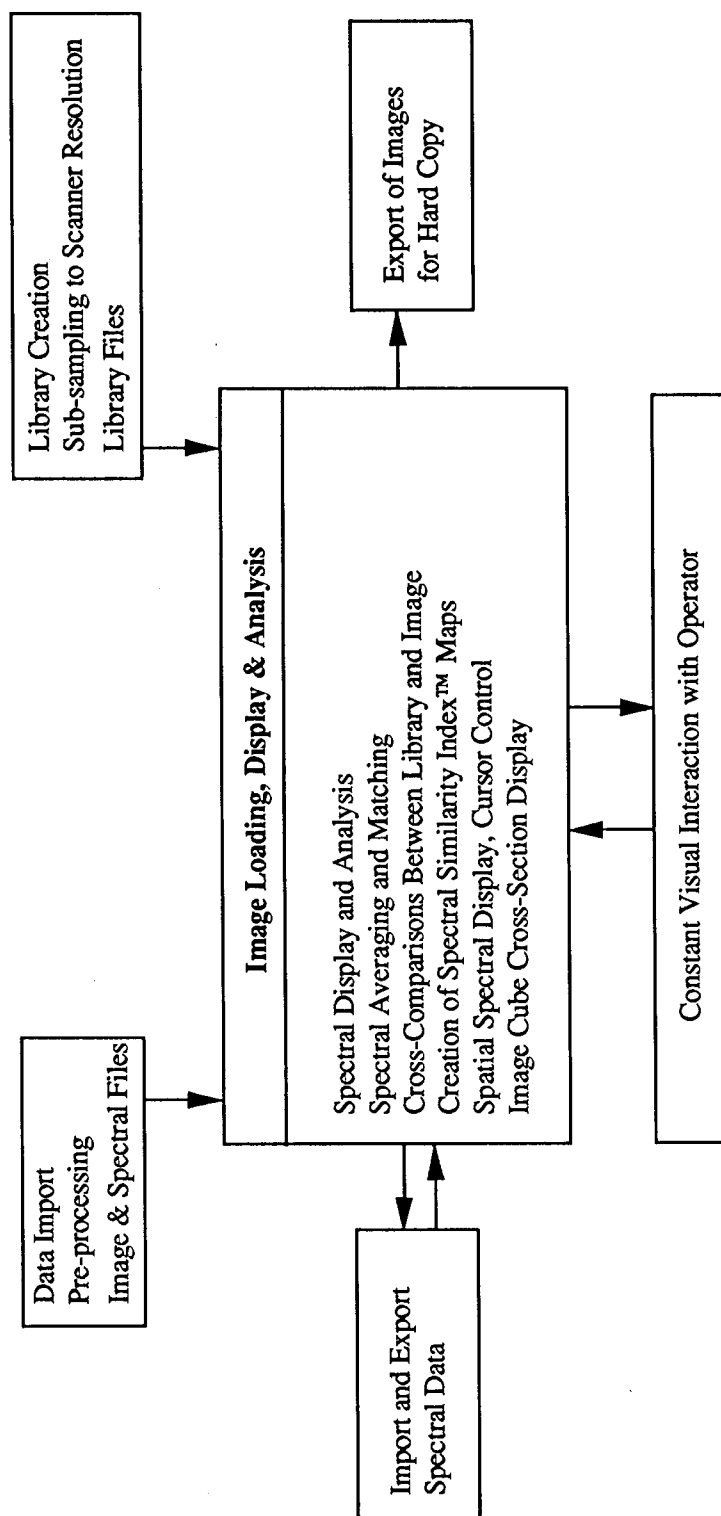 Data Import
Pre-processing
Image & Spectral Files
Library Creation
Sub-sampling to Scanner Resolution
Library Files
Image Loading, Display & Analysis
Spectral Display and Analysis
Spectral Averaging and Matching
Cross-Comparisons Between Library and Image
Creation of Spectral Similarity Index™ Maps
Spatial Spectral Display, Cursor Control
Image Cube Cross-Section Display
Import and Export
Spectral Data
Export of Images
for Hard Copy
Constant Visual Interaction with Operator